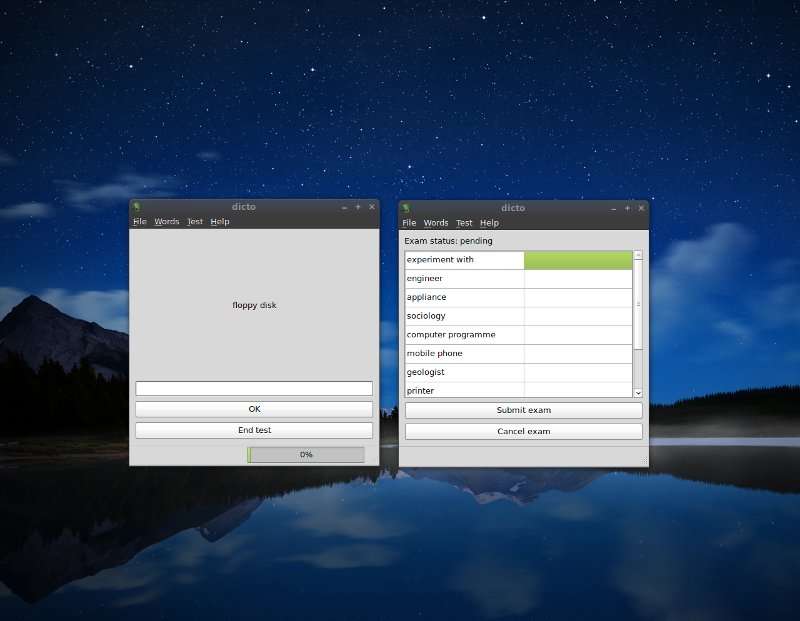 dicto
File Words Test Help
floppy disk
OK
End test
0%
dicto
File Words Test Help
Exam status: pending
experiment with
engineer
appliance
sociology
computer programme
mobile phone
geologist
printer
Submit exam
Cancel exam